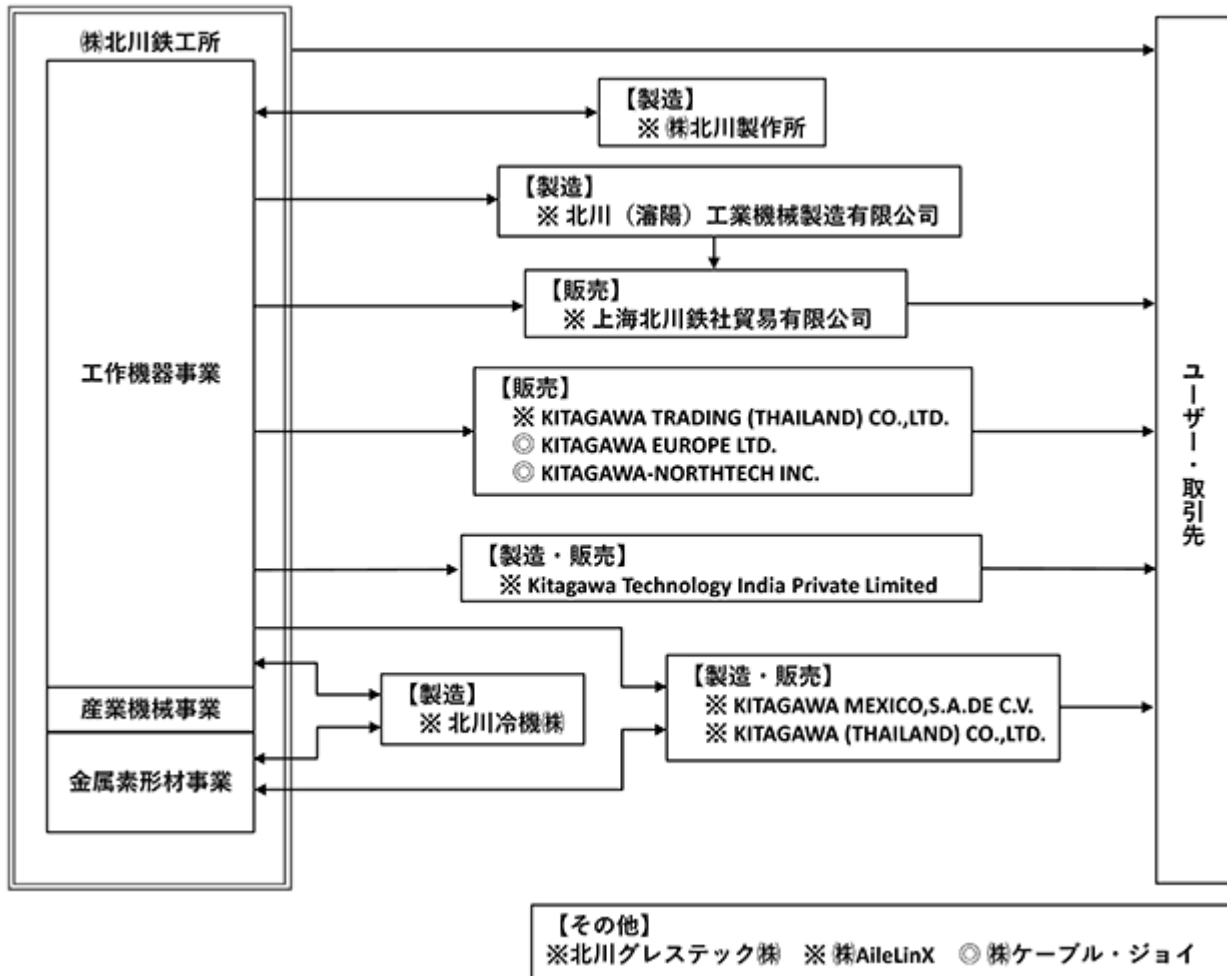 ㈱北川鉄工所
工作機器事業
産業機械事業
金属素形材事業
【製造】
※ ㈱北川製作所
【製造】
※ 北川（瀋陽）工業機械製造有限公司
【販売】
※ 上海北川鉄社貿易有限公司
【販売】
※ KITAGAWA TRADING (THAILAND) CO.,LTD.
◎ KITAGAWA EUROPE LTD.
◎ KITAGAWA-NORTHTECH INC.
【製造・販売】
※ Kitagawa Technology India Private Limited
【製造】
※ 北川冷機㈱
【製造・販売】
※ KITAGAWA MEXICO,S.A.DE C.V.
※ KITAGAWA (THAILAND) CO.,LTD.
ユーザー・取引先
【その他】
※北川グレステック㈱ ※ ㈱AileLinX ◎ ㈱ケーブル・ジョイ